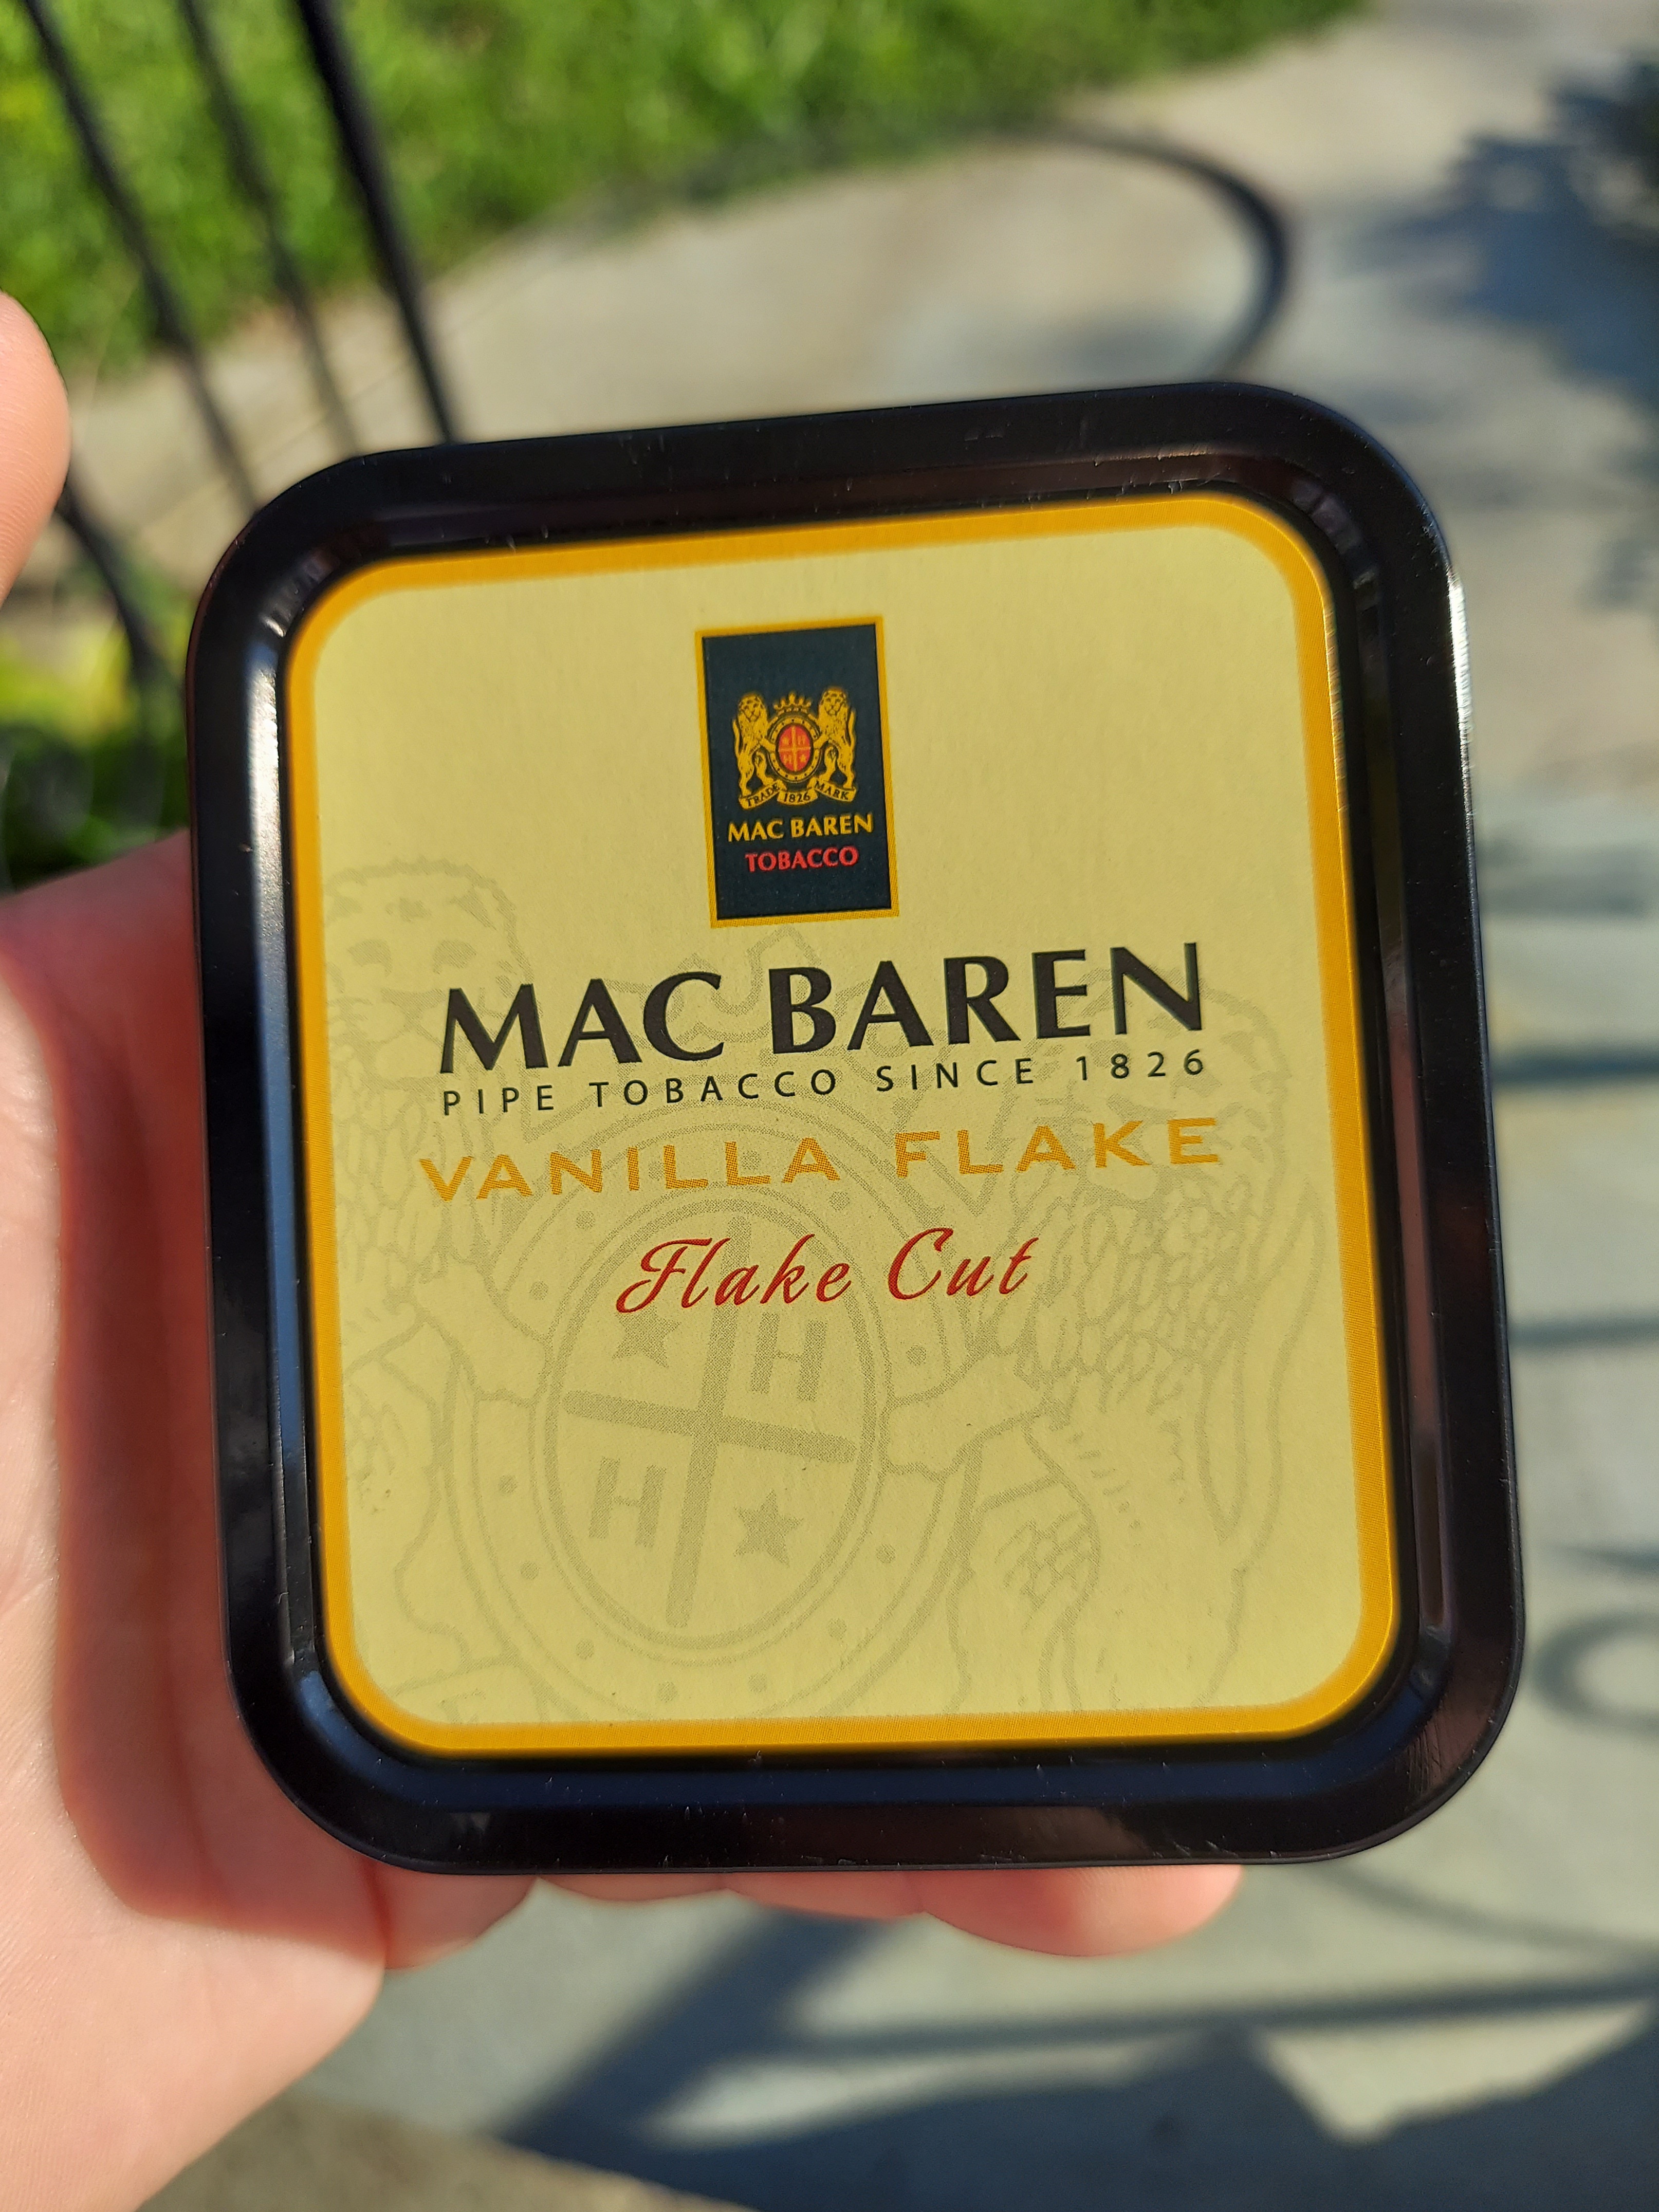 TRADE 1826 MARK
MAC BAREN
TOBACCO
MAC BAREN
PIPE TOBACCO SINCE 1826
VANILLA FLAKE
Flake Cut
H
H